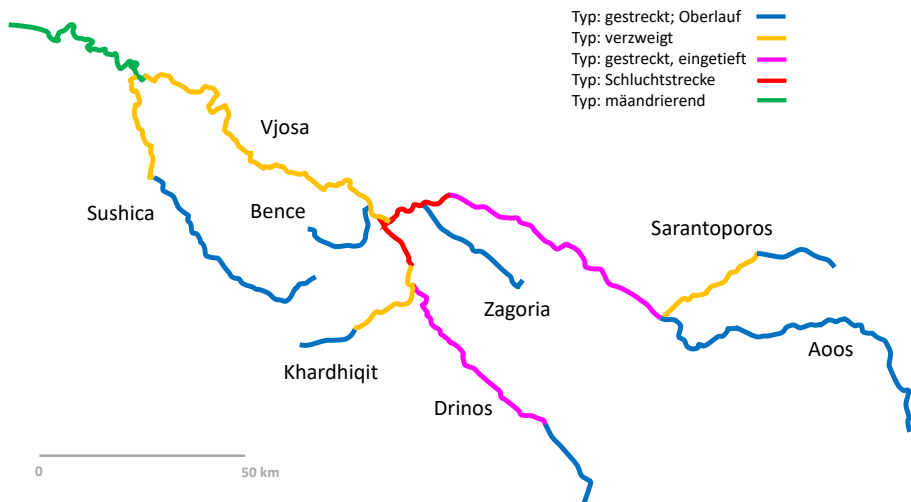 Typ: gestreckt; Oberlauf
Typ: verzweigt
Typ: gestreckt, eingetieft
Typ: Schluchtstrecke
Typ: mäandrierend
Vjosa
Sushica
Bence
Sarantoporos
Zagoria
Aoos
Khardhiqit
Drinos
0
50 km